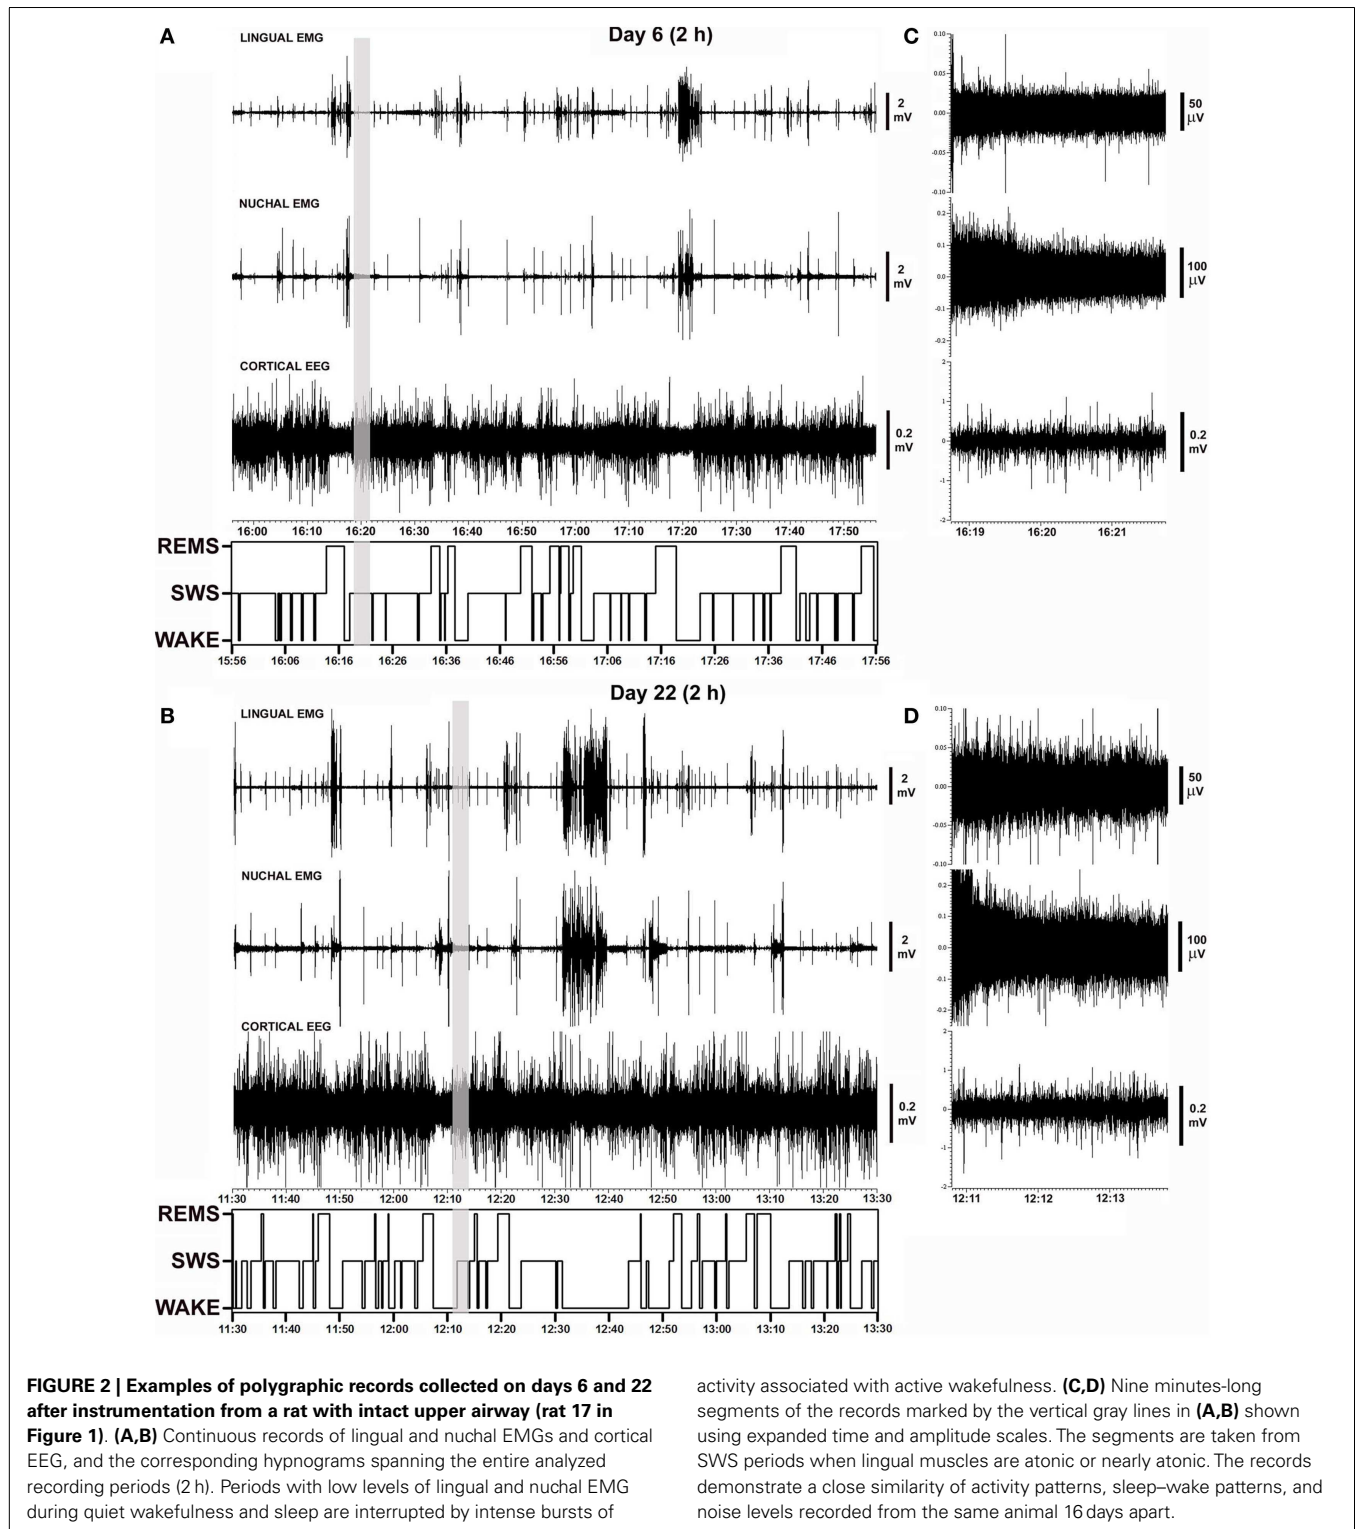 A
Day 6 (2 h)
C
LINGUAL EMG
2
mV
0.10
0.05
0.00
-0.05
-0.10
50
µV
NUCHAL EMG
2
mV
0.2
0.1
0.0
-0.1
-0.2
100
µV
CORTICAL EEG
0.2
mV
2
1
0
-1
-2
0.2
mV
16:00 16:10 16:20 16:30 16:40 16:50 17:00 17:10 17:20 17:30 17:40 17:50
16:19 16:20 16:21
REMS
SWS
WAKE
15:56 16:06 16:16 16:26 16:36 16:46 16:56 17:06 17:16 17:26 17:36 17:46 17:56
Day 22 (2 h)
B
D
LINGUAL EMG
2
mV
0.10
0.05
0.00
-0.05
-0.10
50
µV
NUCHAL EMG
2
mV
0.2
0.1
0.0
-0.1
-0.2
100
µV
CORTICAL EEG
0.2
mV
2
1
0
-1
-2
0.2
mV
11:30 11:40 11:50 12:00 12:10 12:20 12:30 12:40 12:50 13:00 13:10 13:20 13:30
12:11 12:12 12:13
REMS
SWS
WAKE
11:30 11:40 11:50 12:00 12:10 12:20 12:30 12:40 12:50 13:00 13:10 13:20 13:30
FIGURE 2 | Examples of polygraphic records collected on days 6 and 22
after instrumentation from a rat with intact upper airway (rat 17 in
Figure 1). (A,B) Continuous records of lingual and nuchal EMGs and cortical
EEG, and the corresponding hypnograms spanning the entire analyzed
recording periods (2 h). Periods with low levels of lingual and nuchal EMG
during quiet wakefulness and sleep are interrupted by intense bursts of
activity associated with active wakefulness. (C,D) Nine minutes-long
segments of the records marked by the vertical gray lines in (A,B) shown
using expanded time and amplitude scales. The segments are taken from
SWS periods when lingual muscles are atonic or nearly atonic. The records
demonstrate a close similarity of activity patterns, sleep–wake patterns, and
noise levels recorded from the same animal 16 days apart.